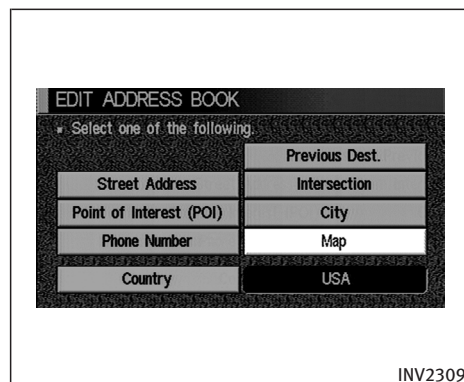 EDIT ADDRESS BOOK
Select one of the following.
Previous Dest.
Street Address Intersection
Point of Interest (POI) City
Phone Number Map
Country USA
INV2309